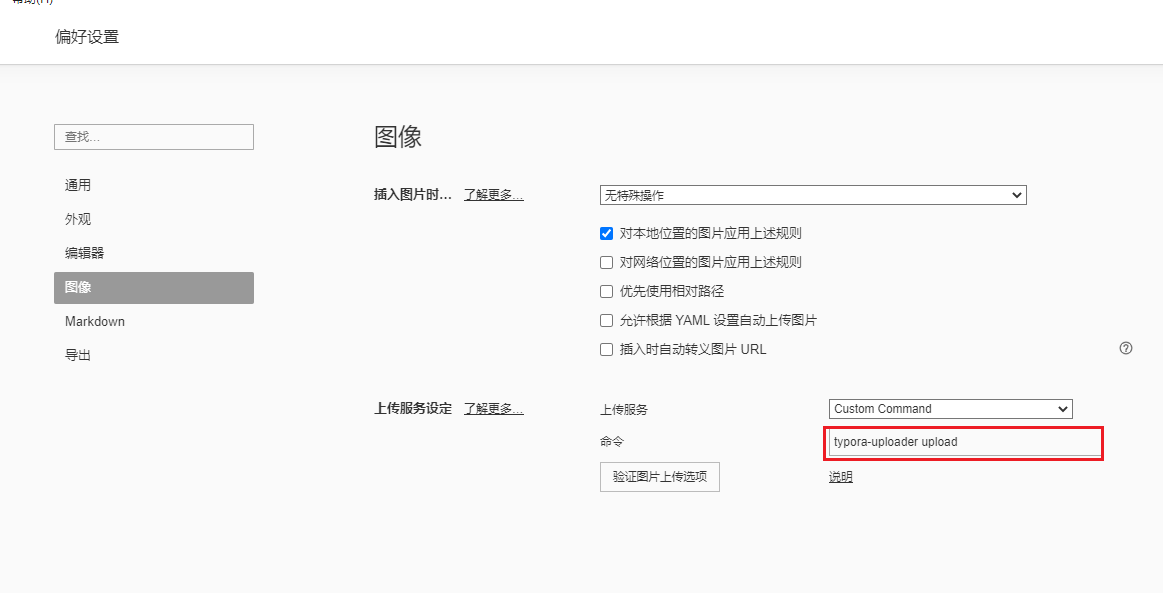 帮助(H)
偏好设置
查找...
通用
外观
编辑器
图像
Markdown
导出
图像
插入图片时... 了解更多...
无特殊操作
对本地位置的图片应用上述规则
对网络位置的图片应用上述规则
优先使用相对路径
允许根据 YAML 设置自动上传图片
插入时自动转义图片 URL
上传服务设定 了解更多...
上传服务 Custom Command
命令 typora-uploader upload
验证图片上传选项 说明